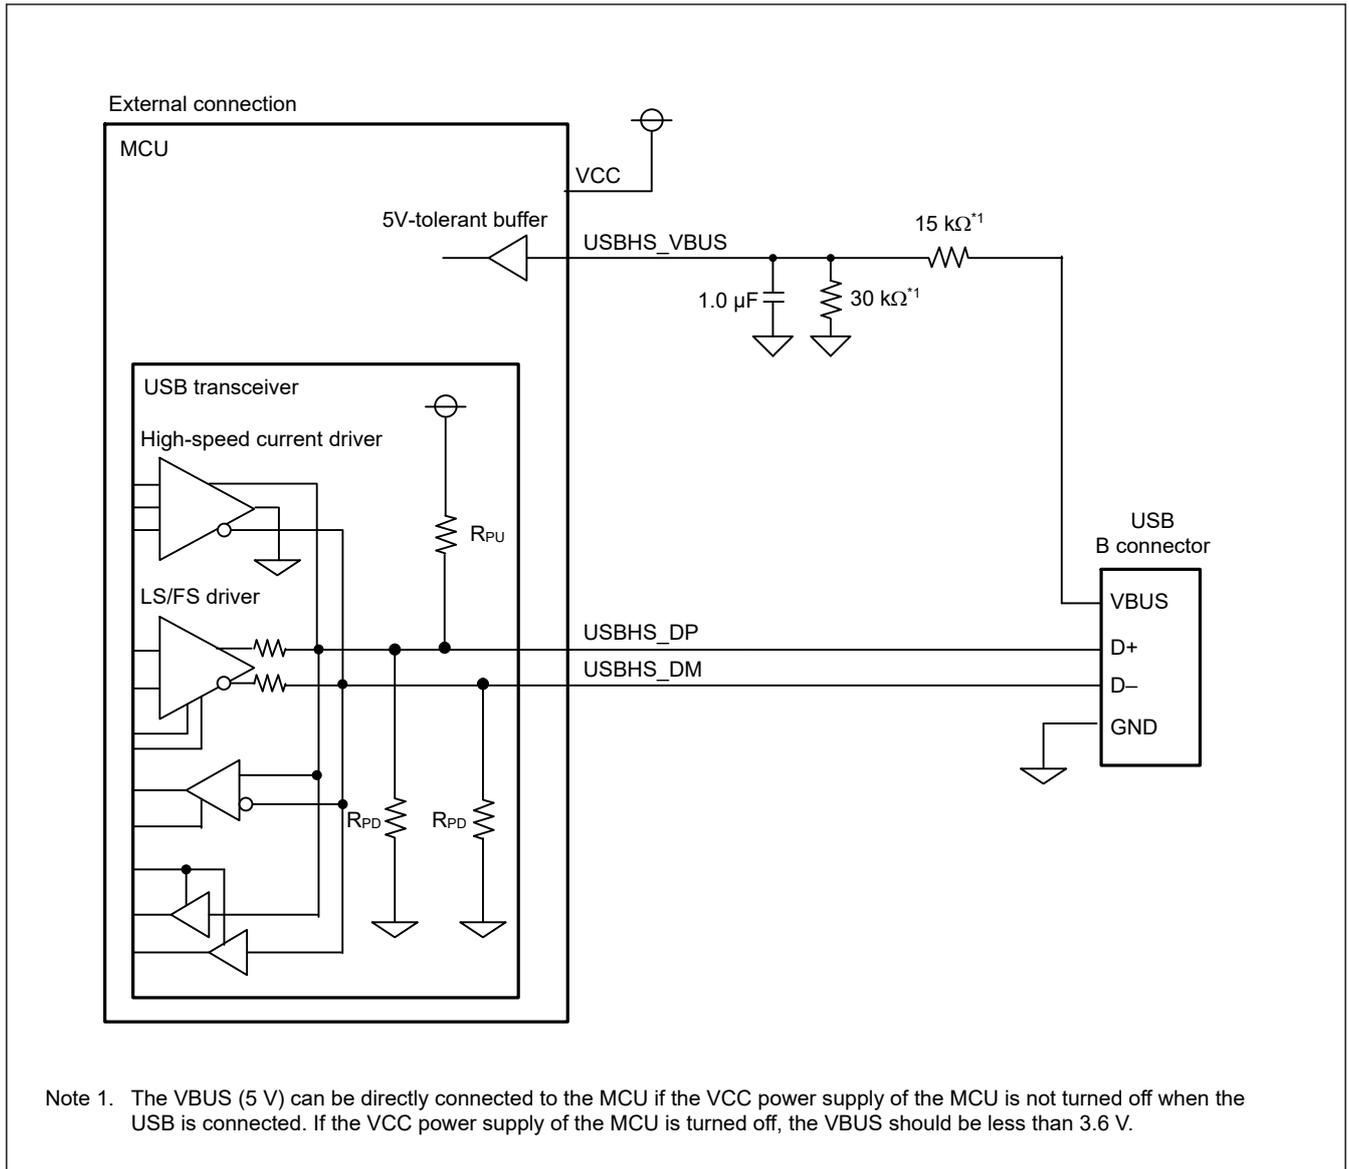 External connection
MCU
VCC
5V-tolerant buffer
USBHS_VBUS
15 kΩ*1
1.0 µF
30 kΩ*1
USB transceiver
High-speed current driver
RPU
USB
B connector
LS/FS driver
VBUS
USBHS_DP
D+
USBHS_DM
D–
GND
RPD
RPD
Note 1. The VBUS (5 V) can be directly connected to the MCU if the VCC power supply of the MCU is not turned off when the
USB is connected. If the VCC power supply of the MCU is turned off, the VBUS should be less than 3.6 V.